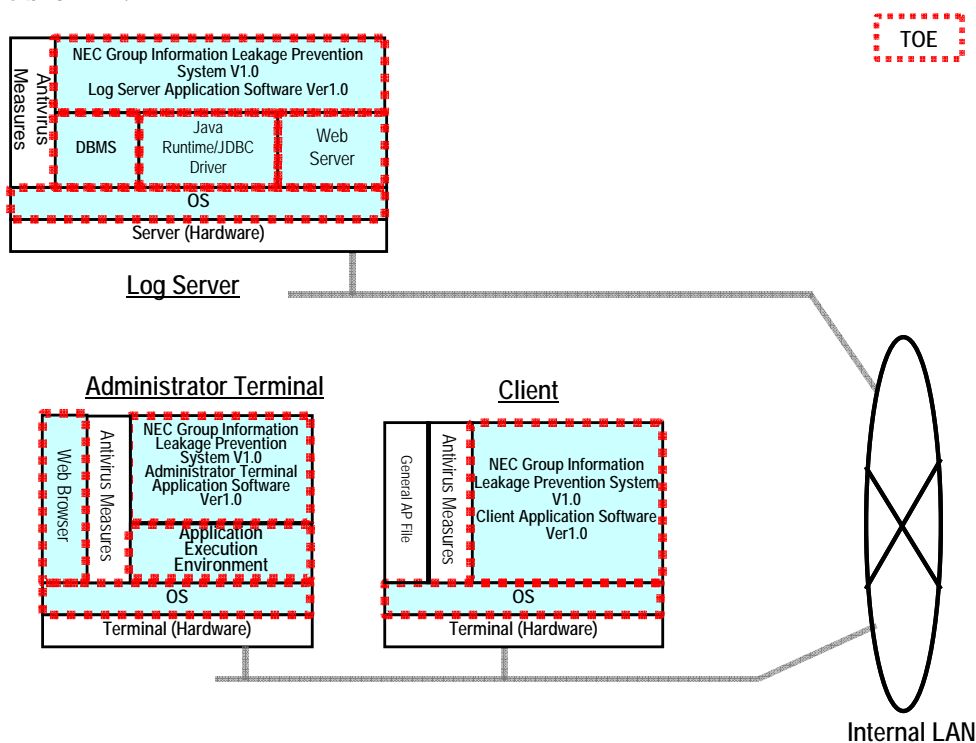 TOE
NEC Group Information Leakage Prevention
System V1.0
Log Server Application Software Ver1.0
Antivirus
Measures
DBMS
Java
Runtime/JDBC
Driver
Web
Server
OS
Server (Hardware)
Log Server
Administrator Terminal
Client
Web Browser
Antivirus Measures
NEC Group Information
Leakage Prevention
System V1.0
Administrator Terminal
Application Software
Ver1.0
Application
Execution
Environment
OS
Terminal (Hardware)
General AP File
Antivirus Measures
NEC Group Information
Leakage Prevention System
V1.0
Client Application Software
Ver1.0
OS
Terminal (Hardware)
Internal LAN